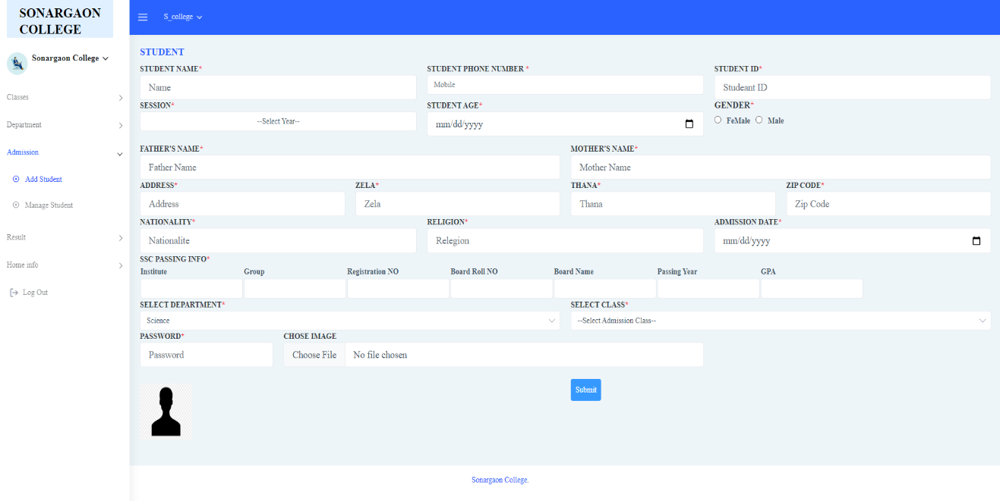 SONARGAON
COLLEGE
S_college
Sonargaon College
Classes
Department
Admission
Add Student
Manage Student
Result
Home info
Log Out
STUDENT
STUDENT NAME* STUDENT PHONE NUMBER * STUDENT ID*
Name Mobile Studeant ID
SESSION* STUDENT AGE* GENDER*
--Select Year-- mm/dd/yyyy FeMale Male
FATHER'S NAME* MOTHER'S NAME*
Father Name Mother Name
ADDRESS* ZELA* THANA* ZIP CODE*
Address Zela Thana Zip Code
NATIONALITY* RELIGION* ADMISSION DATE*
Nationalite Relegion mm/dd/yyyy
SSC PASSING INFO*
Institute Group Registration NO Board Roll NO Board Name Passing Year GPA
SELECT DEPARTMENT* SELECT CLASS*
Science --Select Admission Class--
PASSWORD* CHOSE IMAGE
Password Choose File No file chosen
Submit
Sonargaon College.